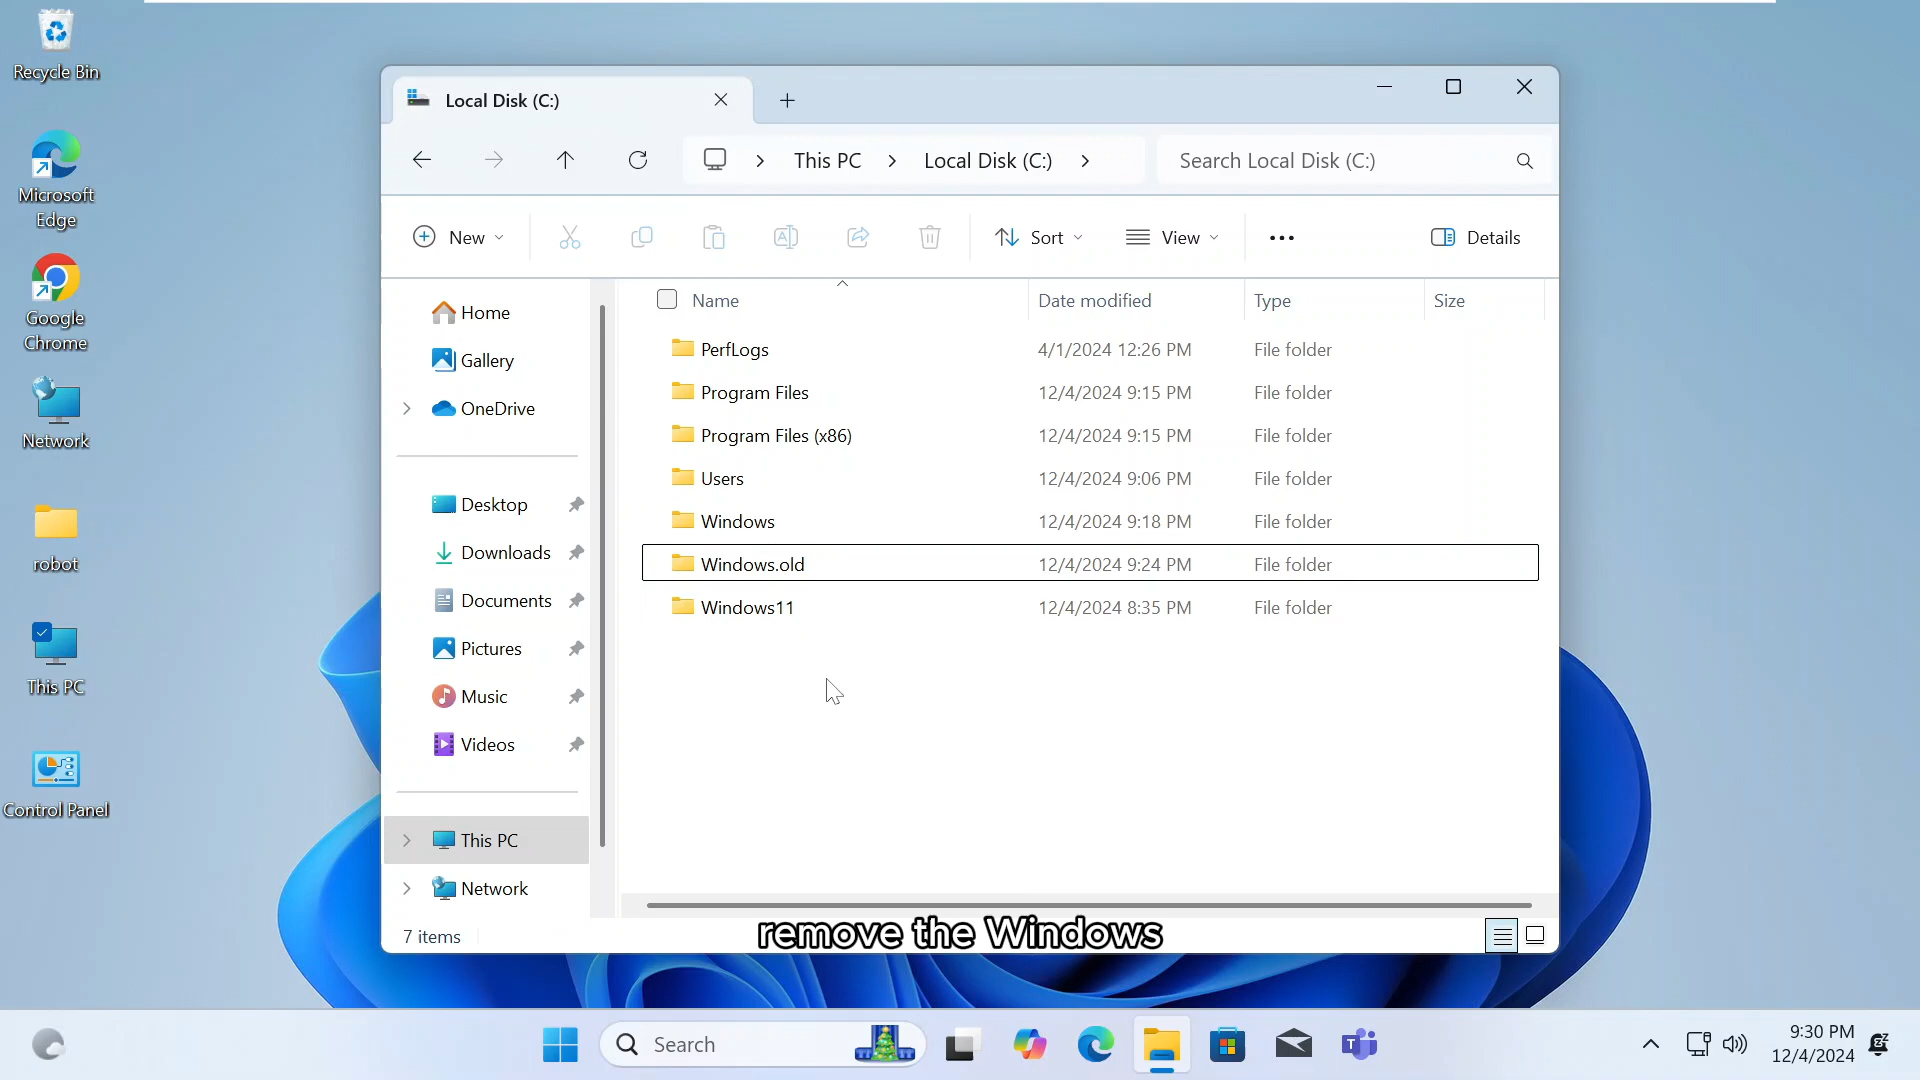 Recycle Bin
Microsoft
Edge
Google
Chrome
Network
robot
This PC
Control Panel
Local Disk (C:)
This PC
Local Disk (C:)
Search Local Disk (C:)
New
Sort
View
Details
Home
Gallery
OneDrive
Desktop
Downloads
Documents
Pictures
Music
Videos
This PC
Network
Name Date modified Type Size
PerfLogs 4/1/2024 12:26 PM File folder
Program Files 12/4/2024 9:15 PM File folder
Program Files (x86) 12/4/2024 9:15 PM File folder
Users 12/4/2024 9:06 PM File folder
Windows 12/4/2024 9:18 PM File folder
Windows.old 12/4/2024 9:24 PM File folder
Windows11 12/4/2024 8:35 PM File folder
7 items
remove the Windows
Search
9:30 PM
12/4/2024